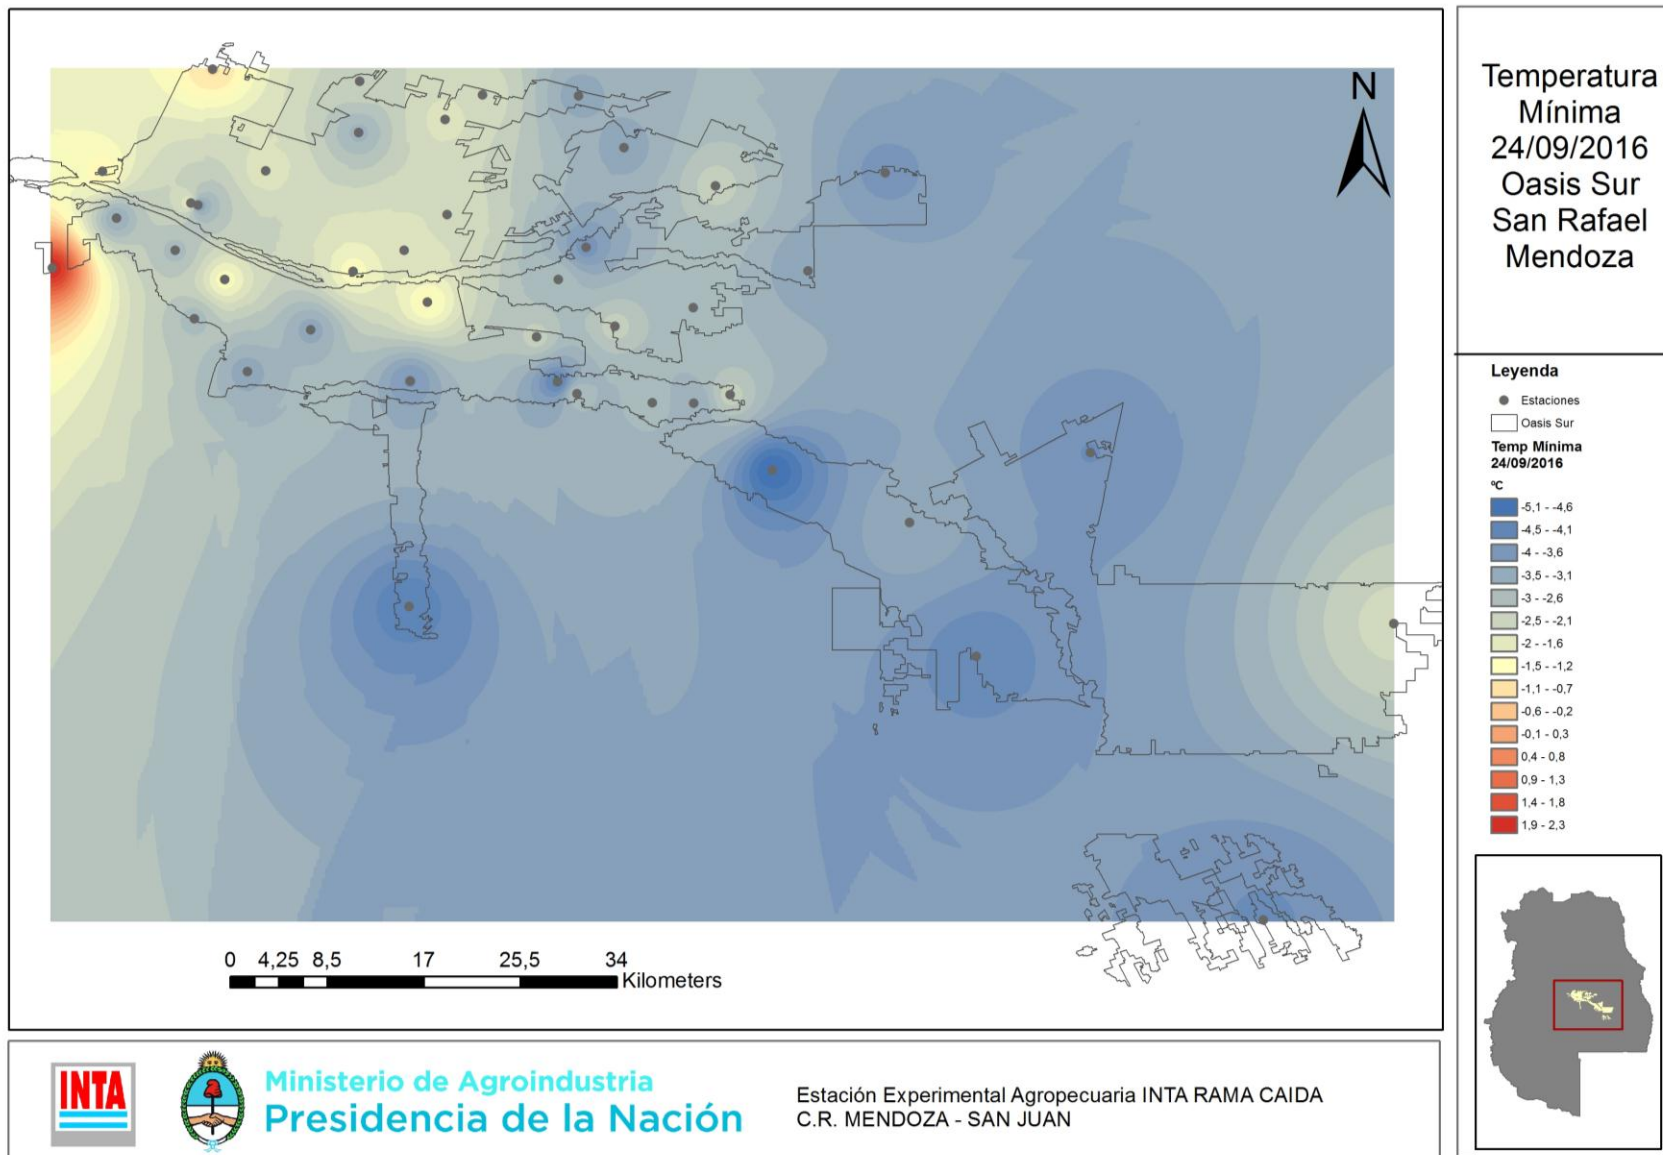 N
0 4,25 8,5 17 25,5 34
Kilometers
Temperatura
Mínima
24/09/2016
Oasis Sur
San Rafael
Mendoza
Leyenda
Estaciones
Oasis Sur
Temp Mínima
24/09/2016
ºC
-5,1 - -4,6
-4,5 - -4,1
-4 - -3,6
-3,5 - -3,1
-3 - -2,6
-2,5 - -2,1
-2 - -1,6
-1,5 - -1,2
-1,1 - -0,7
-0,6 - -0,2
-0,1 - 0,3
0,4 - 0,8
0,9 - 1,3
1,4 - 1,8
1,9 - 2,3
INTA
Ministerio de Agroindustria
Presidencia de la Nación
Estación Experimental Agropecuaria INTA RAMA CAIDA
C.R. MENDOZA - SAN JUAN